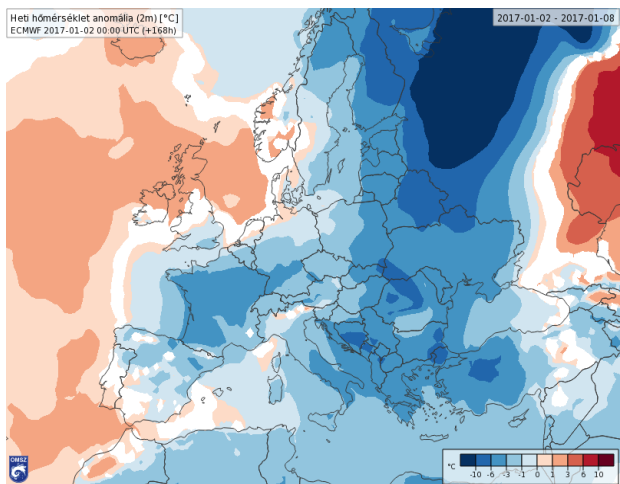 Heti hőmérséklet anomália (2m) [°C]
ECMWF 2017-01-02 00:00 UTC (+168h)
2017-01-02 - 2017-01-08
OMSZ
°C
-10 -6 -3 -1 0 1 3 6 10